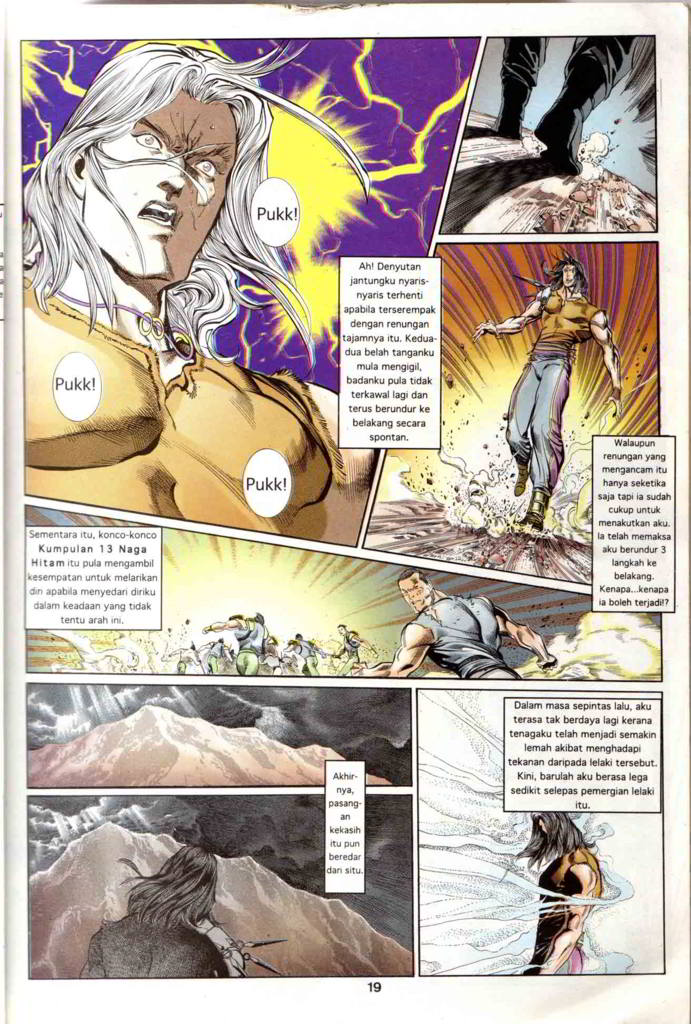 Pukk!
Pukk!
Pukk!
Ah! Denyutan
jantungku nyaris-
nyaris terhenti
apabila terserempak
dengan renungan
tajamnya itu. Kedua-
dua belah tanganku
mula mengigil,
badanku pula tidak
terkawal lagi dan
terus berundur ke
belakang secara
spontan.
Walaupun
renungan yang
mengancam itu
hanya seketika
saja tapi ia sudah
cukup untuk
menakutkan aku.
Ia telah memaksa
aku berundur 3
langkah ke
belakang.
Kenapa...kenapa
ia boleh terjadi!?
Sementara itu, konco-konco
Kumpulan 13 Naga
Hitam itu pula mengambil
kesempatan untuk melarikan
diri apabila menyedari diriku
dalam keadaan yang tidak
tentu arah ini.
Akhir-
nya,
pasang-
an
kekasih
itu pun
beredar
dari situ.
Dalam masa sepintas lalu, aku
terasa tak berdaya lagi kerana
tenagaku telah menjadi semakin
lemah akibat menghadapi
tekanan daripada lelaki tersebut.
Kini, barulah aku berasa lega
sedikit selepas pemergian lelaki
itu.
19